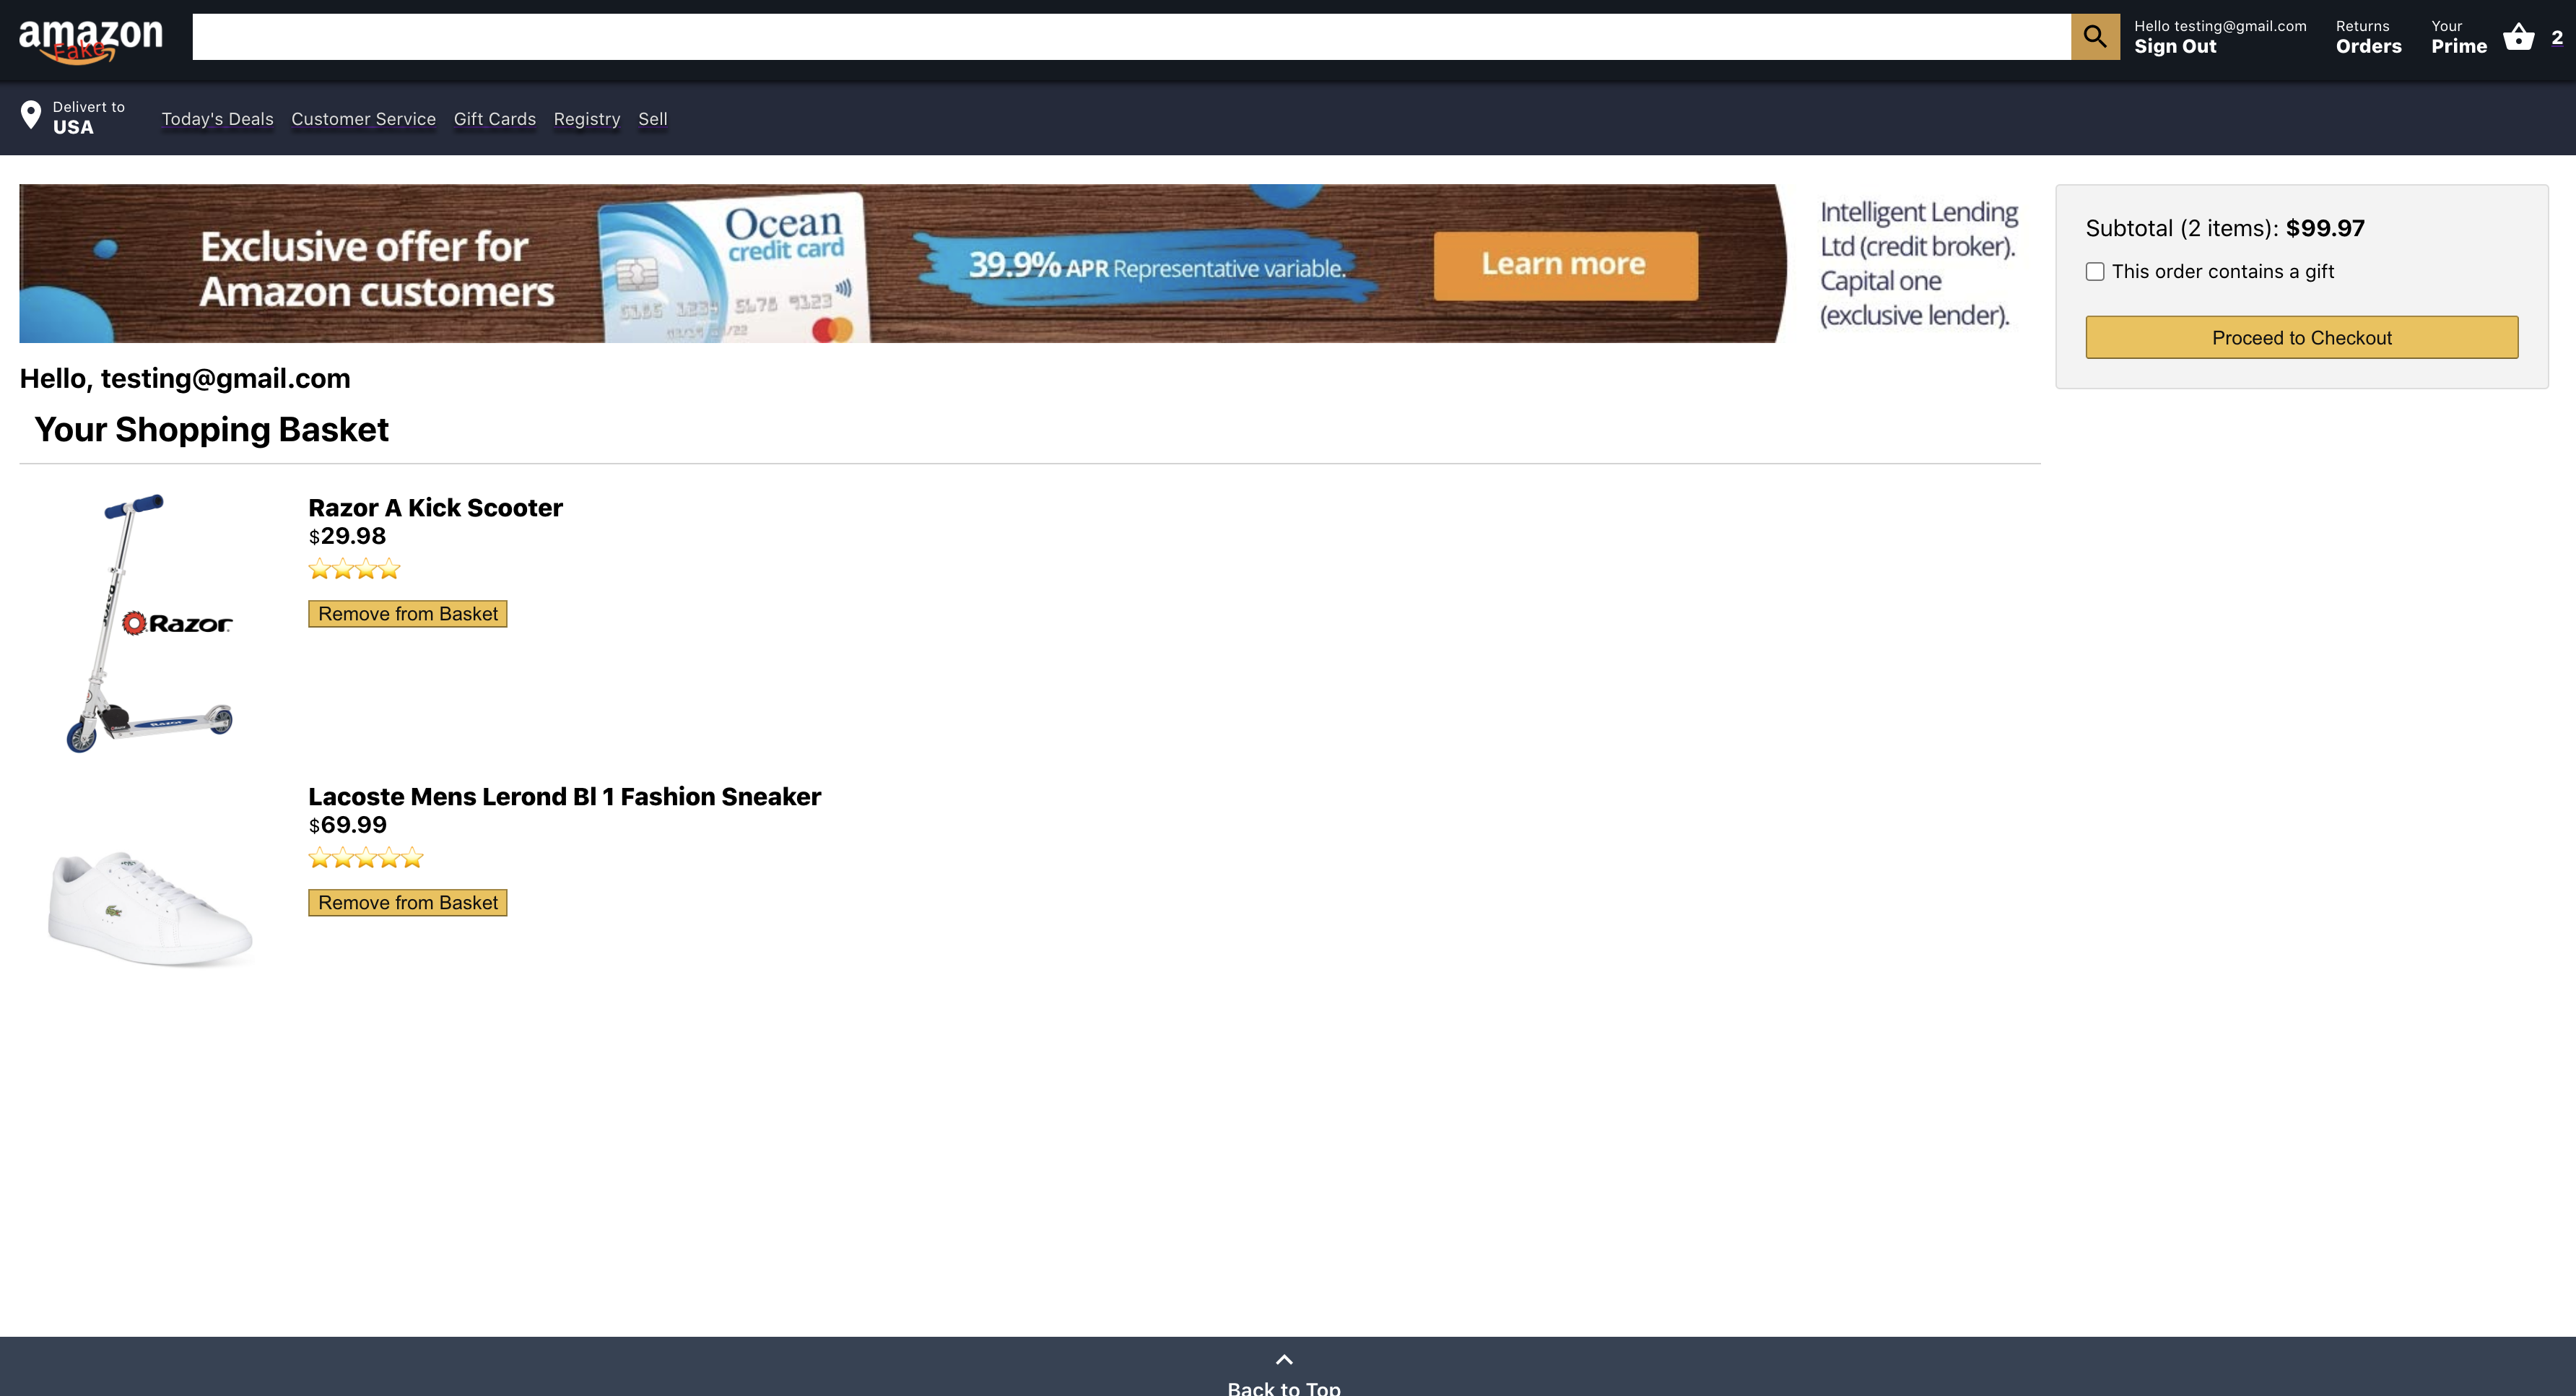 amazon
Fake
Hello testing@gmail.com
Sign Out
Returns
Orders
Your
Prime
2
Delivert to
USA
Today's Deals
Customer Service
Gift Cards
Registry
Sell
Exclusive offer for
Amazon customers
Ocean
credit card
5678 9123
39.9% APR Representative variable.
Learn more
Intelligent Lending
Ltd (credit broker).
Capital one
(exclusive lender).
Subtotal (2 items): $99.97
This order contains a gift
Proceed to Checkout
Hello, testing@gmail.com
Your Shopping Basket
Razor A Kick Scooter
$29.98
Remove from Basket
Razor
Razor
Lacoste Mens Lerond Bl 1 Fashion Sneaker
$69.99
Remove from Basket
Back to Top